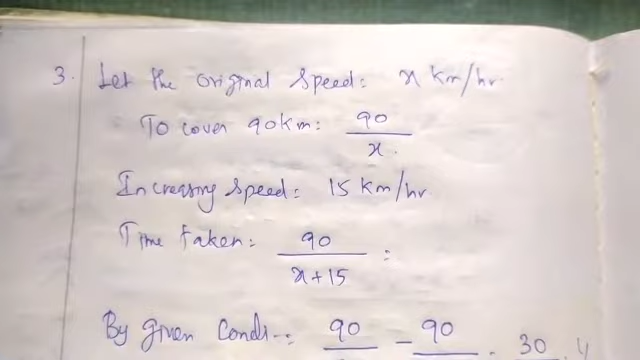 3. Let the original Speed: x km/hr.
To cover 90km: 90/x.
Increasing Speed: 15 km/hr.
Time taken: 90/x+15 =
By given Condi-: 90 - 90 = 30